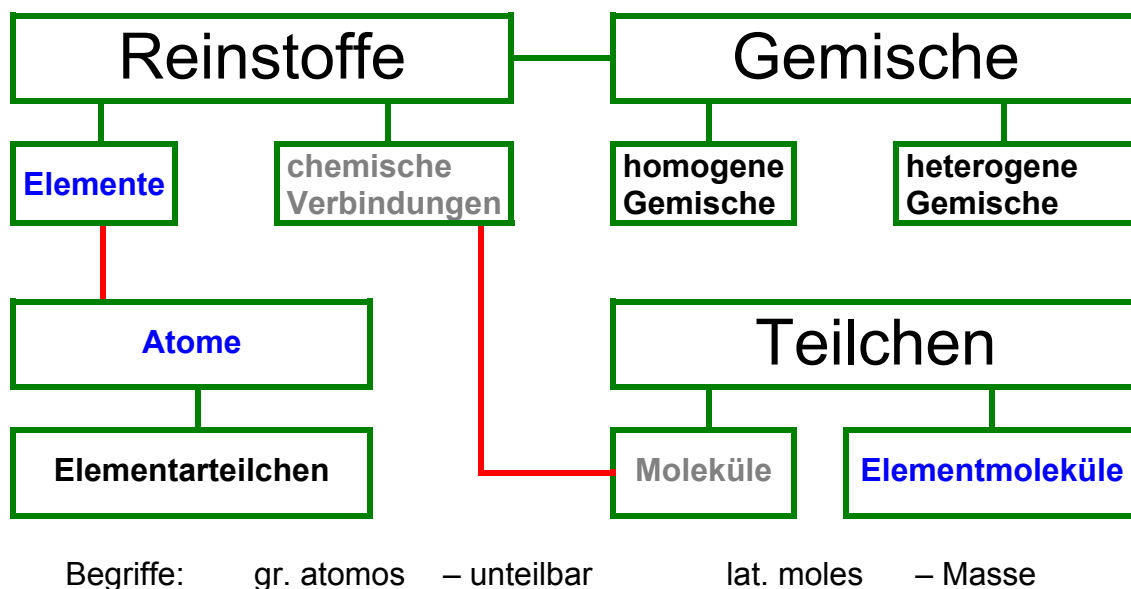 Reinstoffe
Gemische
Elemente
chemische
Verbindungen
homogene
Gemische
heterogene
Gemische
Atome
Teilchen
Elementarteilchen
Moleküle
Elementmoleküle
Begriffe: gr. atomos – unteilbar lat. moles – Masse